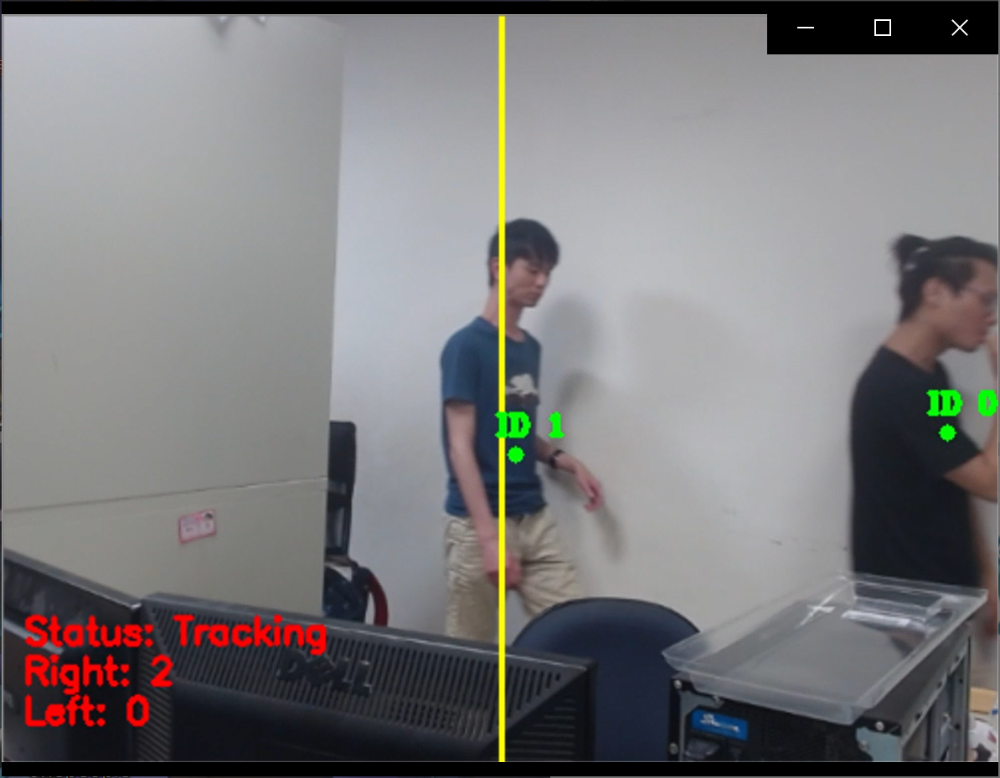 ID 0
ID 1
Status: Tracking
Right: 2
Left: 0
DELL